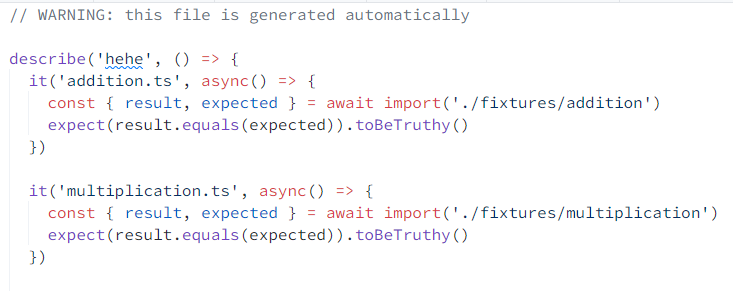 // WARNING: this file is generated automatically
describe('hehe', () => {
it('addition.ts', async() => {
const { result, expected } = await import('./fixtures/addition')
expect(result.equals(expected)).toBeTruthy()
})
it('multiplication.ts', async() => {
const { result, expected } = await import('./fixtures/multiplication')
expect(result.equals(expected)).toBeTruthy()
})